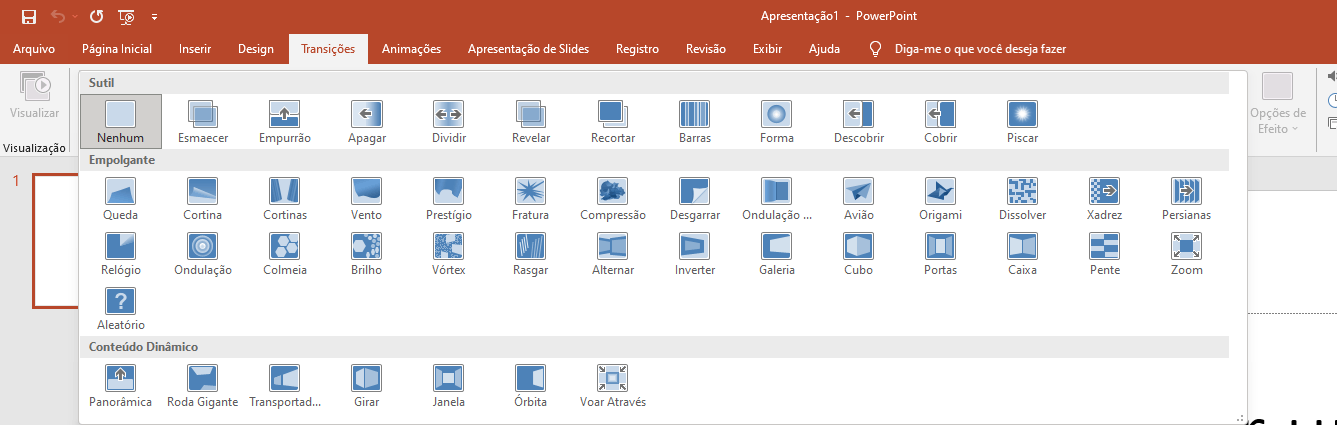 Apresentação1 - PowerPoint
Arquivo Página Inicial Inserir Design Transições Animações Apresentação de Slides Registro Revisão Exibir Ajuda Diga-me o que você deseja fazer
Visualizar
Visualização
Opções de
Efeito
1
Sutil
Nenhum Esmaecer Empurrão Apagar Dividir Revelar Recortar Barras Forma Descobrir Cobrir Piscar
Empolgante
Queda Cortina Cortinas Vento Prestígio Fratura Compressão Desgarrar Ondulação ... Avião Origami Dissolver Xadrez Persianas
Relógio Ondulação Colmeia Brilho Vórtex Rasgar Alternar Inverter Galeria Cubo Portas Caixa Pente Zoom
?
Aleatório
Conteúdo Dinâmico
Panorâmica Roda Gigante Transportad... Girar Janela Órbita Voar Através